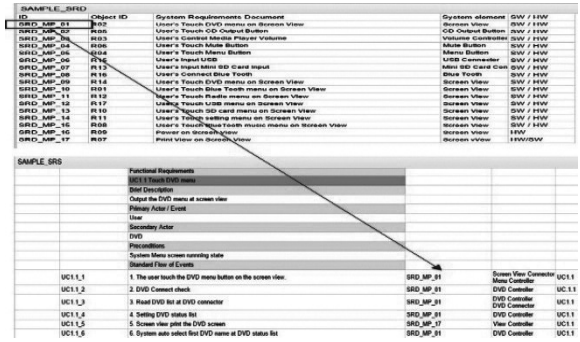 SAMPLE_SRD
ID Object ID System Requirements Document System element SW / HW
SRD_MP_01 R02 User's Touch DVD menu on Screen View Screen View SW / HW
SRD_MP_02 R05 User's Touch CD Output Button CD Output Button SW / HW
SRD_MP_03 R03 User's Control Media Player Volume Volume Controller SW / HW
SRD_MP_04 R06 User's Touch Mute Button Mute Button SW / HW
SRD_MP_05 R04 User's Touch Menu Button Menu Button SW / HW
SRD_MP_06 R15 User's Input USB USB Connector SW / HW
SRD_MP_07 R13 User's Input Mini SD Card Input Mini SD Card Con SW / HW
SRD_MP_08 R16 User's Connect Blue Tooth Blue Tooth SW / HW
SRD_MP_09 R14 User's Touch DVD menu on Screen View Screen View SW / HW
SRD_MP_10 R01 User's Touch Blue Tooth menu on Screen View Screen View SW / HW
SRD_MP_11 R12 User's Touch Radio menu on Screen View Screen View SW / HW
SRD_MP_12 R17 User's Touch USB menu on Screen View Screen View SW / HW
SRD_MP_13 R10 User's Touch SD card menu on Screen View Screen View SW / HW
SRD_MP_14 R11 User's Touch setting menu on Screen View Screen View SW / HW
SRD_MP_15 R08 User's Touch BlueTooth music menu on Screen View Screen View SW / HW
SRD_MP_16 R09 Power on Screen View Screen View HW
SRD_MP_17 R07 Print View on Screen View Screen vView HW/SW
SAMPLE_SRS
Functional Requirements
UC1.1 Touch DVD menu
Brief Description
Output the DVD menu at screen view
Primary Actor / Event
User
Secondary Actor
DVD
Preconditions
System Menu screen running state
Standard Flow of Events
UC1.1_1 1. The user touch the DVD menu button on the screen view. SRD_MP_01 Screen View Connector UC1.1
Menu Controller
UC1.1_2 2. DVD Connect check SRD_MP_01 DVD Controller UC.1.1
UC1.1_3 3. Read DVD list at DVD connector SRD_MP_01 DVD Controller UC1.1
DVD Connector
UC1.1_4 4. Setting DVD status list SRD_MP_01 DVD Controller UC1.1
UC1.1_5 5. Screen view print the DVD screen SRD_MP_17 View Controller UC1.1
UC1.1_6 6. System auto select first DVD name at DVD status list SRD_MP_01 DVD Controller UC1.1